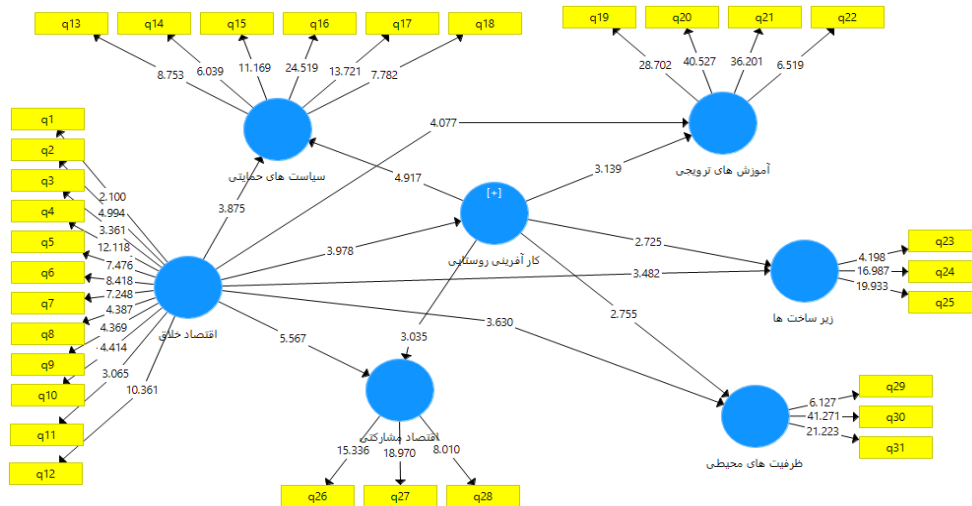 q13 q14 q15 q16 q17 q18
q19 q20 q21 q22
8.753 6.039 11.169 24.519 13.721 7.782
28.702 40.527 36.201 6.519
q1
q2
q3
q4
q5
q6
q7
q8
q9
q10
q11
q12
2.100
4.994
3.361
12.118
7.476
8.418
7.248
4.387
4.369
4.414
3.065
10.361
سیاست های حمایتی
آموزش های ترویجی
4.077
3.875
4.917
3.139
[+]
کار آفرینی روستایی
3.978
2.725
اقتصاد خلاق
3.482
زیر ساخت ها
4.198
16.987
19.933
q23
q24
q25
3.630
2.755
5.567
3.035
اقتصاد مشارکتی
15.336 18.970 8.010
q26 q27 q28
ظرفیت های محیطی
6.127
41.271
21.223
q29
q30
q31